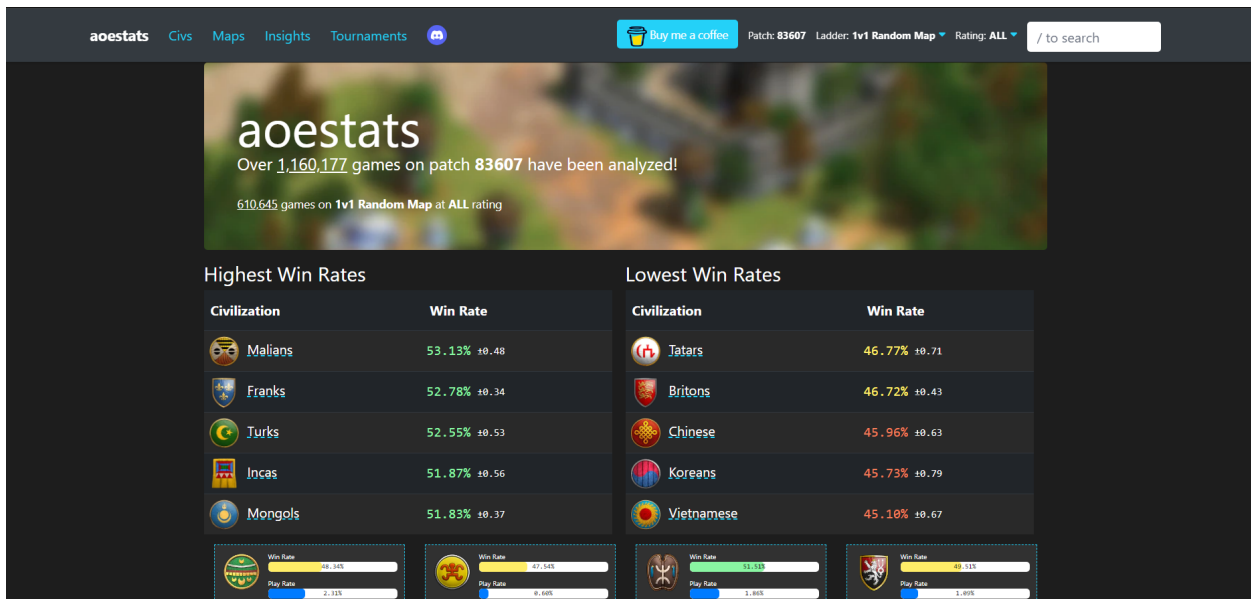 aoestats Civs Maps Insights Tournaments Buy me a coffee Patch: 83607 Ladder: 1v1 Random Map Rating: ALL / to search
aoestats
Over 1,160,177 games on patch 83607 have been analyzed!
610,645 games on 1v1 Random Map at ALL rating
Highest Win Rates
Civilization Win Rate
Malians 53.13% ±0.48
Franks 52.78% ±0.34
Turks 52.55% ±0.53
Incas 51.87% ±0.56
Mongols 51.83% ±0.37
Lowest Win Rates
Civilization Win Rate
Tatars 46.77% ±0.71
Britons 46.72% ±0.43
Chinese 45.96% ±0.63
Koreans 45.73% ±0.79
Vietnamese 45.10% ±0.67
Win Rate
48.34%
Play Rate
2.31%
Win Rate
47.54%
Play Rate
0.60%
Win Rate
51.51%
Play Rate
1.86%
Win Rate
49.51%
Play Rate
1.09%